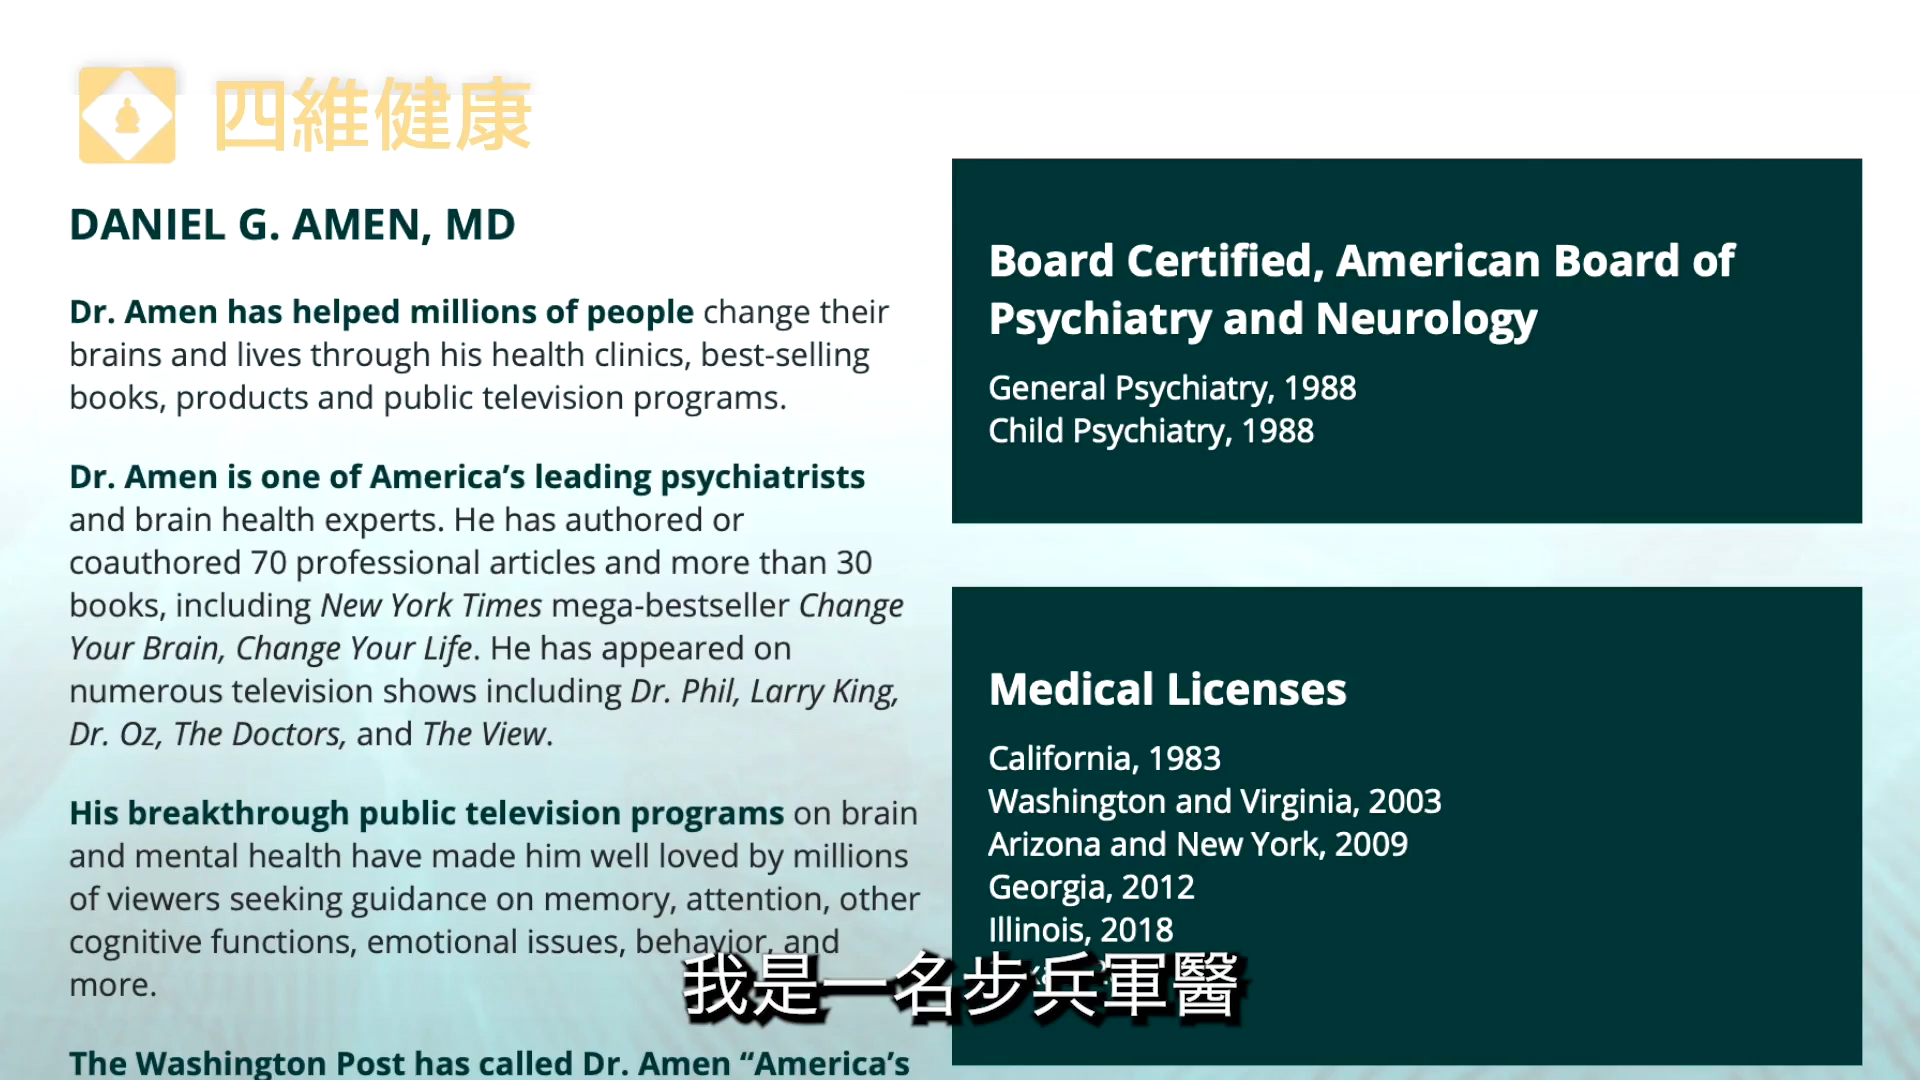 四維健康
DANIEL G. AMEN, MD
Dr. Amen has helped millions of people change their
brains and lives through his health clinics, best-selling
books, products and public television programs.
Dr. Amen is one of America’s leading psychiatrists
and brain health experts. He has authored or
coauthored 70 professional articles and more than 30
books, including New York Times mega-bestseller Change
Your Brain, Change Your Life. He has appeared on
numerous television shows including Dr. Phil, Larry King,
Dr. Oz, The Doctors, and The View.
His breakthrough public television programs on brain
and mental health have made him well loved by millions
of viewers seeking guidance on memory, attention, other
cognitive functions, emotional issues, behavior, and
more.
The Washington Post has called Dr. Amen “America’s
Board Certified, American Board of
Psychiatry and Neurology
General Psychiatry, 1988
Child Psychiatry, 1988
Medical Licenses
California, 1983
Washington and Virginia, 2003
Arizona and New York, 2009
Georgia, 2012
Illinois, 2018
我是一名步兵軍醫